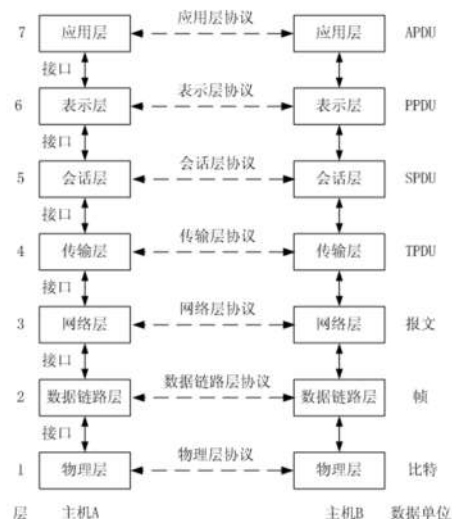 应用层协议
7 应用层 应用层 APDU
接口
表示层协议
6 表示层 表示层 PPDU
接口
会话层协议
5 会话层 会话层 SPDU
接口
传输层协议
4 传输层 传输层 TPDU
接口
网络层协议
3 网络层 网络层 报文
接口
数据链路层协议
2 数据链路层 数据链路层 帧
接口
物理层协议
1 物理层 物理层 比特
层 主机A 主机B 数据单位